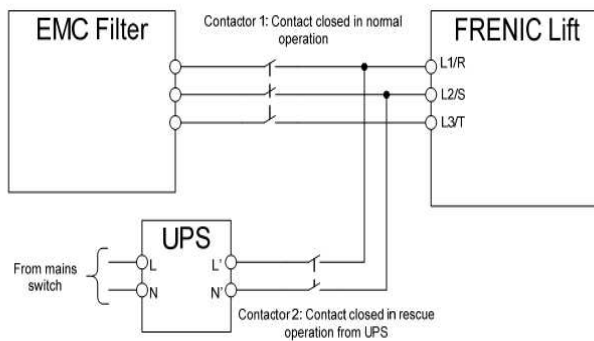 EMC Filter
Contactor 1: Contact closed in normal
operation
FRENIC Lift
L1/R
L2/S
L3/T
UPS
From mains
switch
L
N
L'
N'
Contactor 2: Contact closed in rescue
operation from UPS